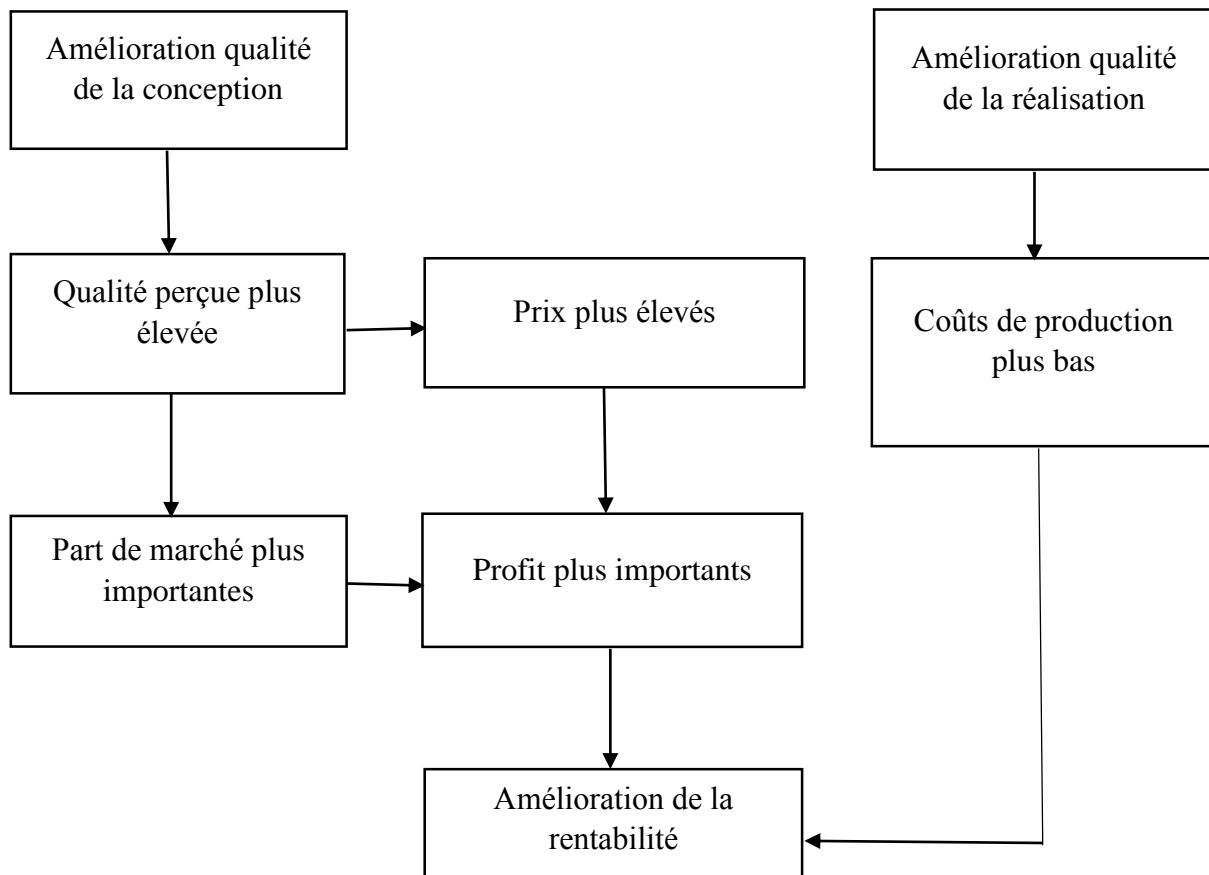 Amélioration qualité
de la conception
Amélioration qualité
de la réalisation
Qualité perçue plus
élevée
Prix plus élevés
Coûts de production
plus bas
Part de marché plus
importantes
Profit plus importants
Amélioration de la
rentabilité